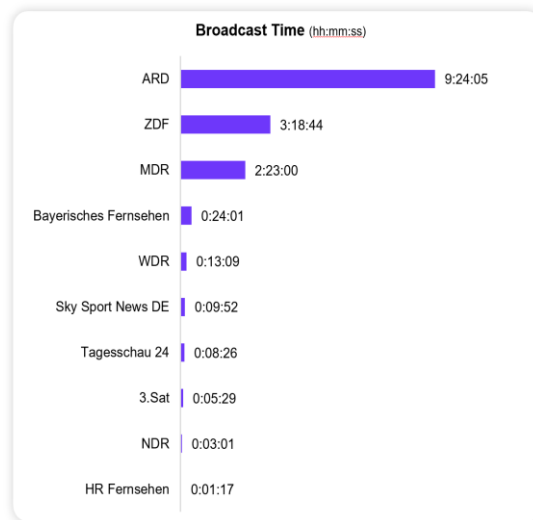 Broadcast Time (hh:mm:ss)
ARD 9:24:05
ZDF 3:18:44
MDR 2:23:00
Bayerisches Fernsehen 0:24:01
WDR 0:13:09
Sky Sport News DE 0:09:52
Tagesschau 24 0:08:26
3.Sat 0:05:29
NDR 0:03:01
HR Fernsehen 0:01:17